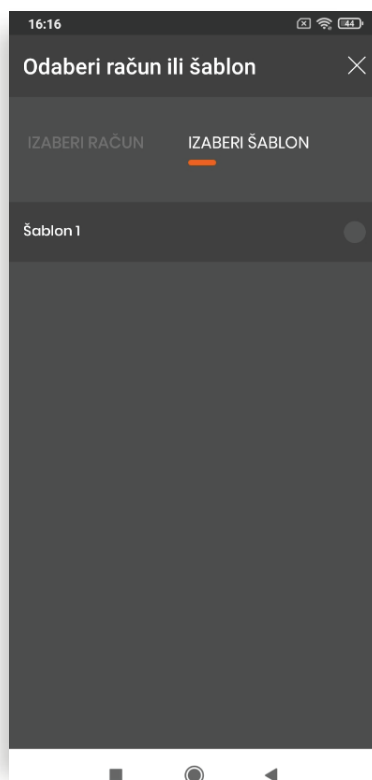 16:16
44
Odaberi račun ili šablon
IZABERI RAČUN
IZABERI ŠABLON
Šablon 1